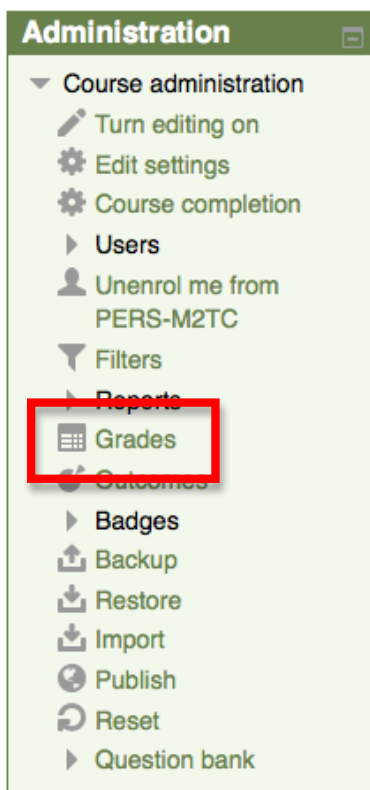 Administration
Course administration
Turn editing on
Edit settings
Course completion
Users
Unenrol me from
PERS-M2TC
Filters
Reports
Grades
Outcomes
Badges
Backup
Restore
Import
Publish
Reset
Question bank